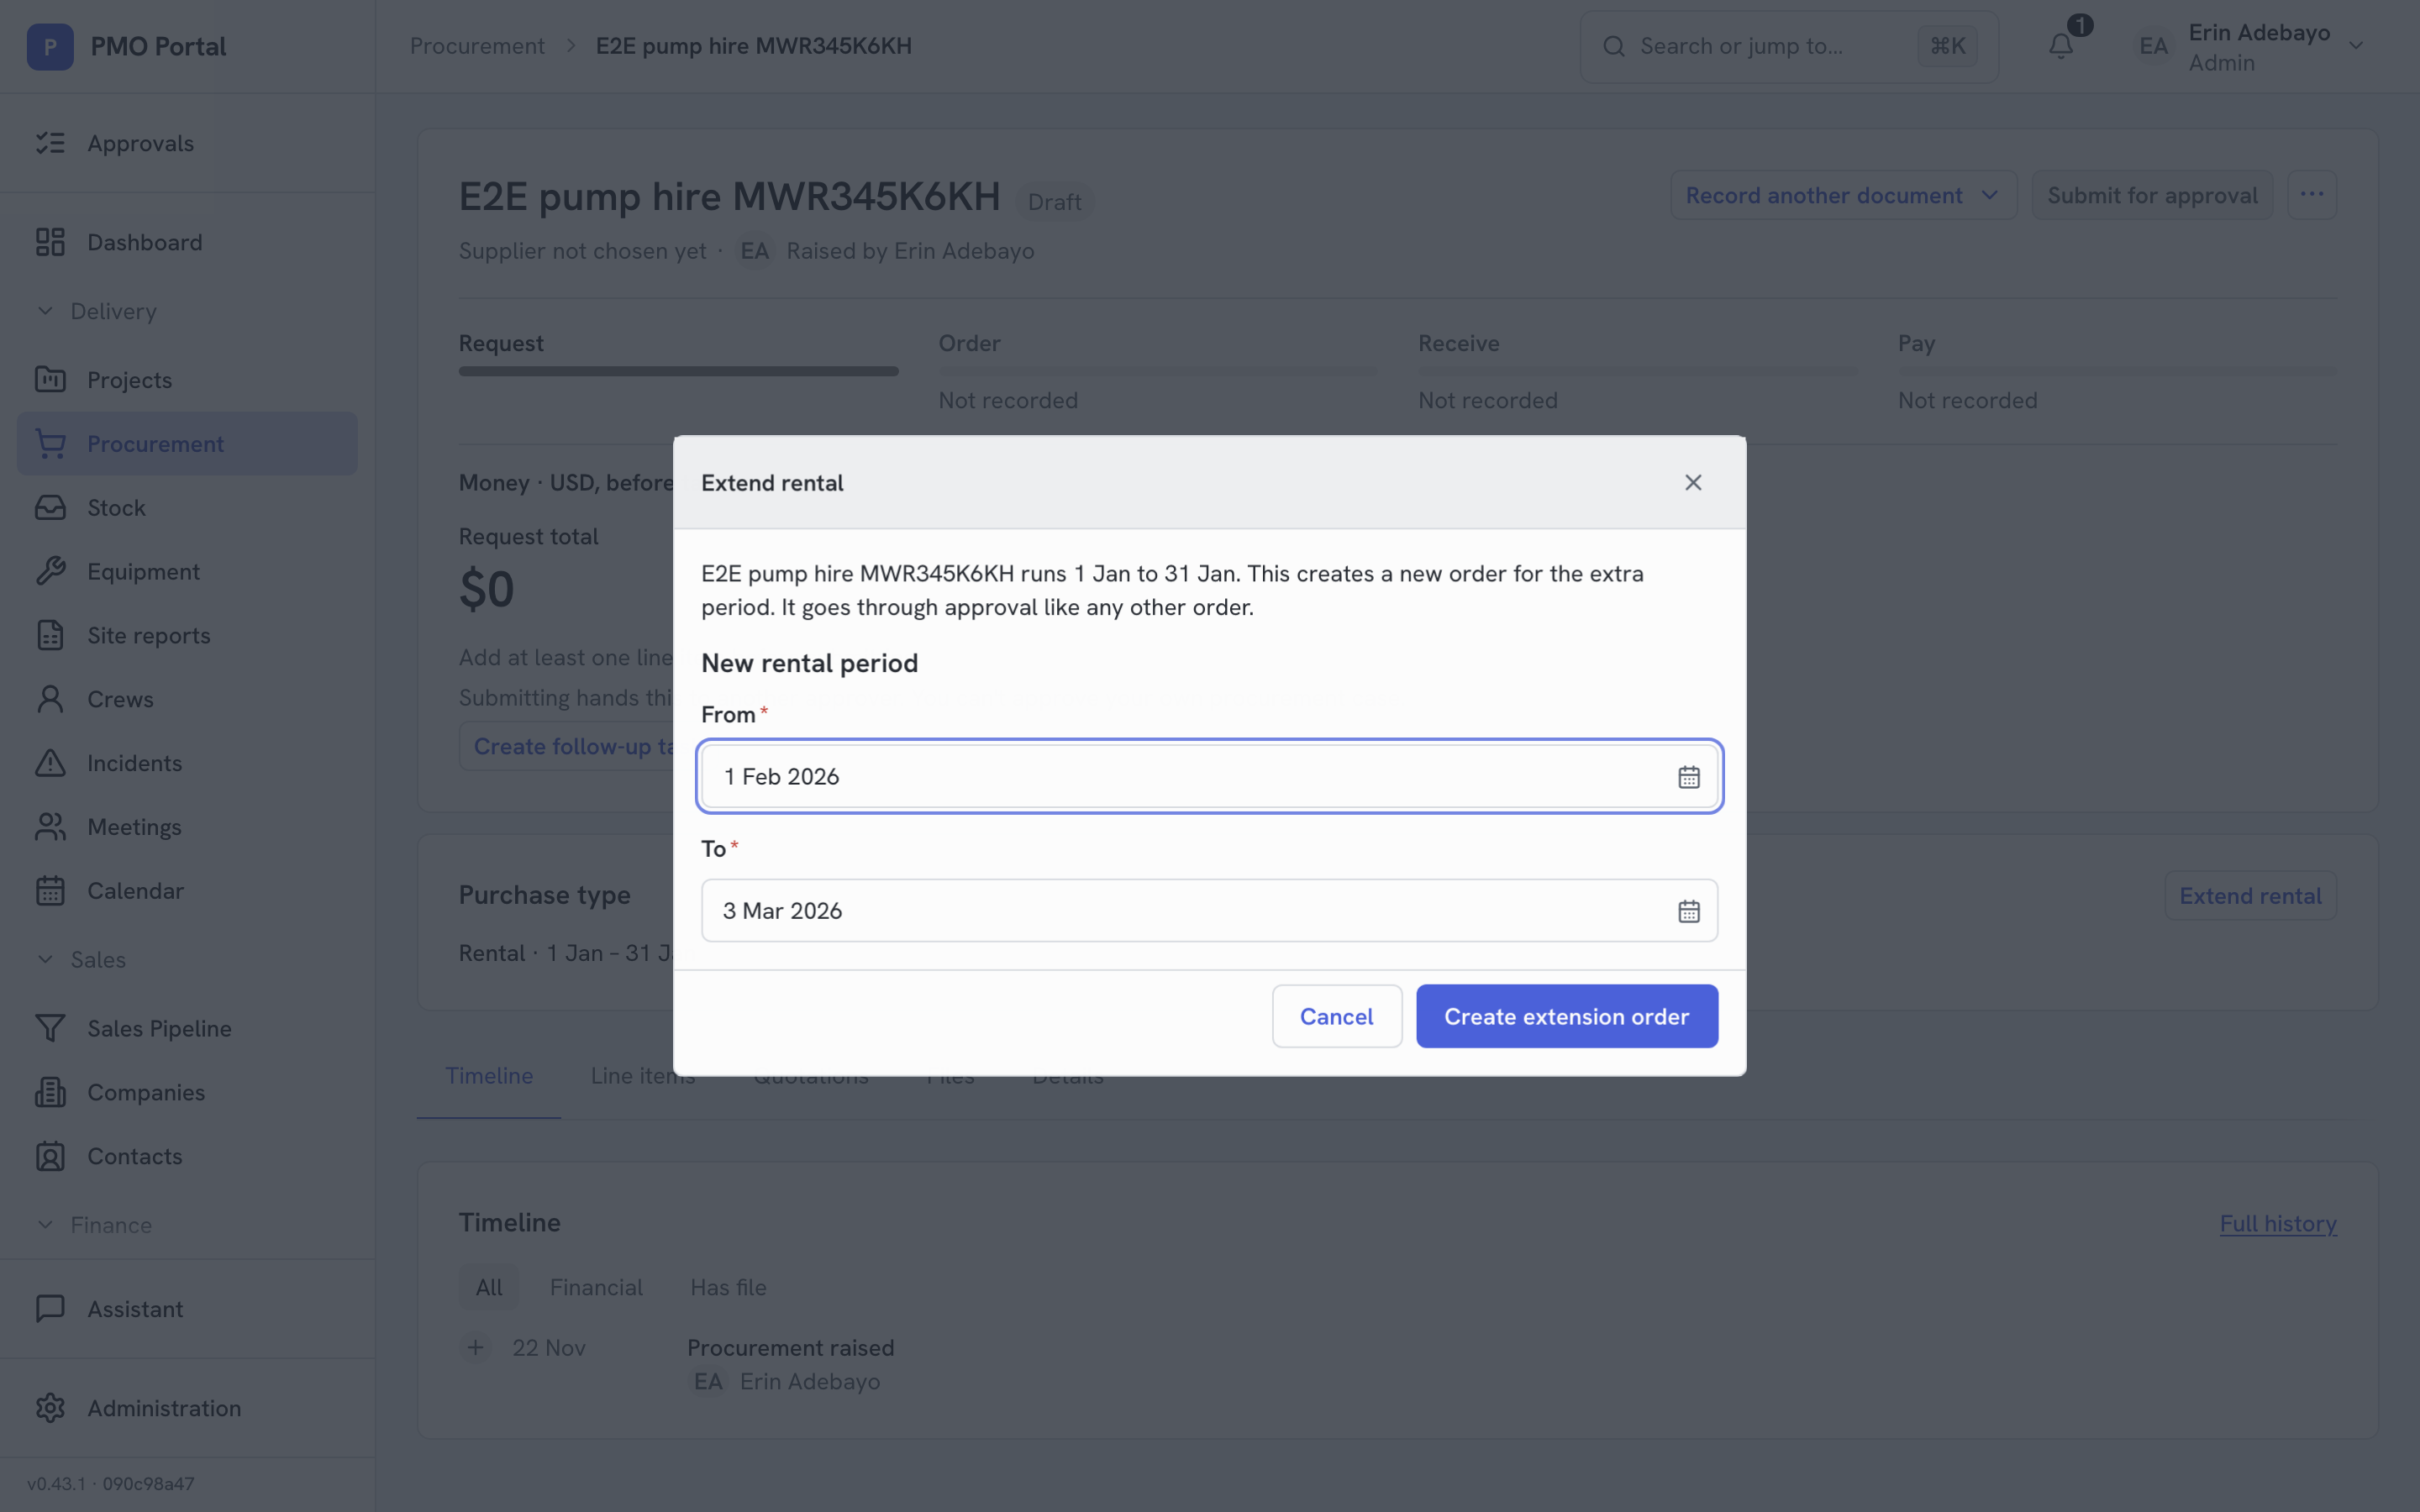 P PMO Portal
Procurement > E2E pump hire MWR345K6KH
Search or jump to... ⌘K
1
EA Erin Adebayo
Admin
Approvals
Dashboard
Delivery
Projects
Procurement
Stock
Equipment
Site reports
Crews
Incidents
Meetings
Calendar
Sales
Sales Pipeline
Companies
Contacts
Finance
Assistant
Administration
v0.43.1 · 090c98a47
E2E pump hire MWR345K6KH Draft
Record another document
Submit for approval
Supplier not chosen yet · EA Raised by Erin Adebayo
Request
Order
Not recorded
Receive
Not recorded
Pay
Not recorded
Money · USD, before
Request total
$0
Add at least one line
Submitting hands thi
Create follow-up ta
Purchase type
Extend rental
Rental · 1 Jan – 31 J
Extend rental
E2E pump hire MWR345K6KH runs 1 Jan to 31 Jan. This creates a new order for the extra
period. It goes through approval like any other order.
New rental period
From *
1 Feb 2026
To *
3 Mar 2026
Cancel
Create extension order
Timeline Line items Quotations Files Details
Timeline
Full history
All Financial Has file
22 Nov Procurement raised
EA Erin Adebayo